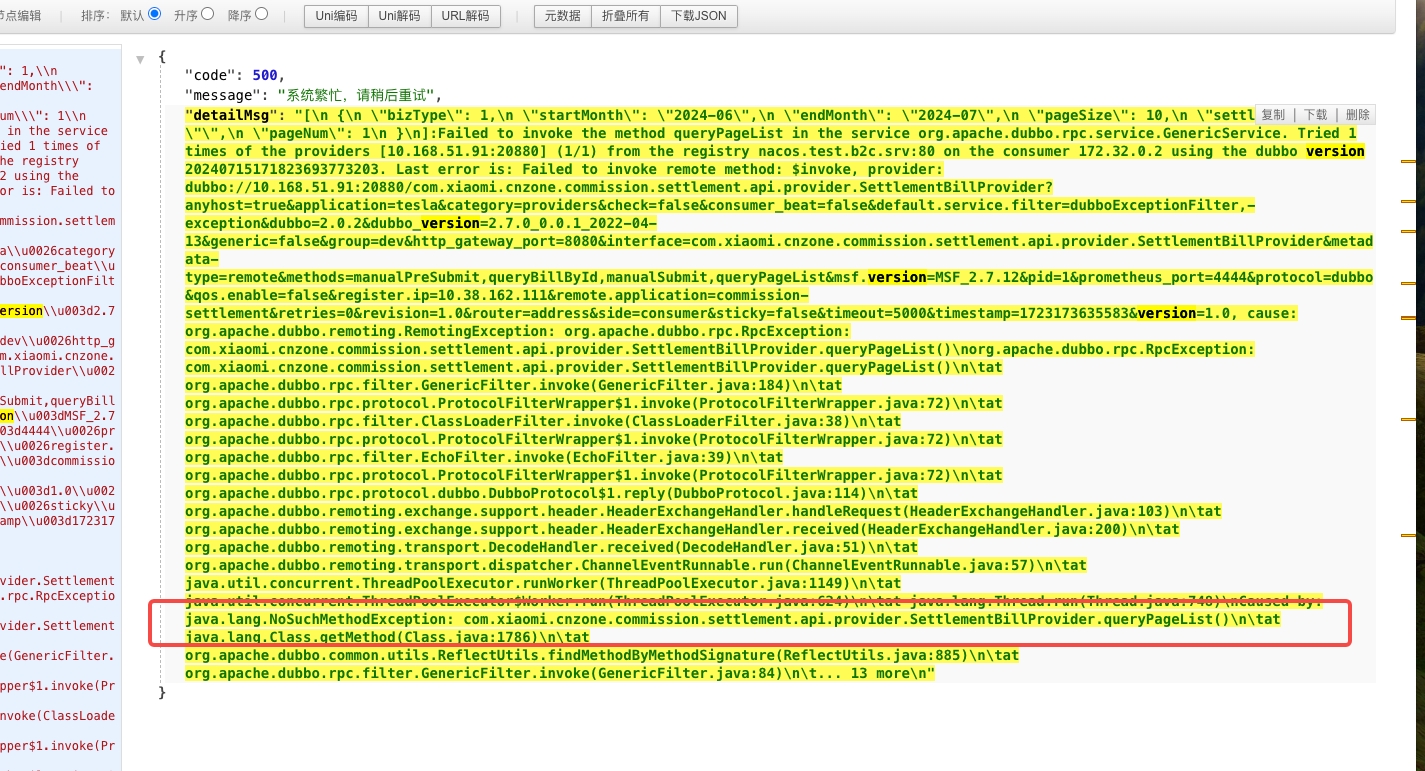 节点编辑 | 排序： 默认 升序 降序 | Uni编码 Uni解码 URL解码 | 元数据 折叠所有 下载JSON
": 1,\\n
endMonth\\\":
um\\\": 1\\n
in the service
ied 1 times of
he registry
2 using the
or is: Failed to
mmission.settlem
a\\u0026category
consumer_beat\\u
bboExceptionFilt
ersion\\u003d2.7
dev\\u0026http_g
m.xiaomi.cnzone.
llProvider\\u002
Submit,queryBill
on\\u003dMSF_2.7
03d4444\\u0026pr
\\u0026register.
\\u003dcommissio
\\u003d1.0\\u002
\\u0026sticky\\u
amp\\u003d172317
vider.Settlement
.rpc.RpcExceptio
vider.Settlement
e(GenericFilter.
pper$1.invoke(Pr
nvoke(ClassLoade
pper$1.invoke(Pr
{
"code": 500,
"message": "系统繁忙，请稍后重试",
"detailMsg": "[\n {\n \"bizType\": 1,\n \"startMonth\": \"2024-06\",\n \"endMonth\": \"2024-07\",\n \"pageSize\": 10,\n \"settl 复制 | 下载 | 删除
\"\",\n \"pageNum\": 1\n }\n]:Failed to invoke the method queryPageList in the service org.apache.dubbo.rpc.service.GenericService. Tried 1
times of the providers [10.168.51.91:20880] (1/1) from the registry nacos.test.b2c.srv:80 on the consumer 172.32.0.2 using the dubbo version
20240715171823693773203. Last error is: Failed to invoke remote method: $invoke, provider:
dubbo://10.168.51.91:20880/com.xiaomi.cnzone.commission.settlement.api.provider.SettlementBillProvider?
anyhost=true&application=tesla&category=providers&check=false&consumer_beat=false&default.service.filter=dubboExceptionFilter,-
exception&dubbo=2.0.2&dubbo_version=2.7.0_0.0.1_2022-04-
13&generic=false&group=dev&http_gateway_port=8080&interface=com.xiaomi.cnzone.commission.settlement.api.provider.SettlementBillProvider&metad
ata-
type=remote&methods=manualPreSubmit,queryBillById,manualSubmit,queryPageList&msf.version=MSF_2.7.12&pid=1&prometheus_port=4444&protocol=dubbo
&qos.enable=false&register.ip=10.38.162.111&remote.application=commission-
settlement&retries=0&revision=1.0&router=address&side=consumer&sticky=false&timeout=5000&timestamp=1723173635583&version=1.0, cause:
org.apache.dubbo.remoting.RemotingException: org.apache.dubbo.rpc.RpcException:
com.xiaomi.cnzone.commission.settlement.api.provider.SettlementBillProvider.queryPageList()\norg.apache.dubbo.rpc.RpcException:
com.xiaomi.cnzone.commission.settlement.api.provider.SettlementBillProvider.queryPageList()\n\tat
org.apache.dubbo.rpc.filter.GenericFilter.invoke(GenericFilter.java:184)\n\tat
org.apache.dubbo.rpc.protocol.ProtocolFilterWrapper$1.invoke(ProtocolFilterWrapper.java:72)\n\tat
org.apache.dubbo.rpc.filter.ClassLoaderFilter.invoke(ClassLoaderFilter.java:38)\n\tat
org.apache.dubbo.rpc.protocol.ProtocolFilterWrapper$1.invoke(ProtocolFilterWrapper.java:72)\n\tat
org.apache.dubbo.rpc.filter.EchoFilter.invoke(EchoFilter.java:39)\n\tat
org.apache.dubbo.rpc.protocol.ProtocolFilterWrapper$1.invoke(ProtocolFilterWrapper.java:72)\n\tat
org.apache.dubbo.rpc.protocol.dubbo.DubboProtocol$1.reply(DubboProtocol.java:114)\n\tat
org.apache.dubbo.remoting.exchange.support.header.HeaderExchangeHandler.handleRequest(HeaderExchangeHandler.java:103)\n\tat
org.apache.dubbo.remoting.exchange.support.header.HeaderExchangeHandler.received(HeaderExchangeHandler.java:200)\n\tat
org.apache.dubbo.remoting.transport.DecodeHandler.received(DecodeHandler.java:51)\n\tat
org.apache.dubbo.remoting.transport.dispatcher.ChannelEventRunnable.run(ChannelEventRunnable.java:57)\n\tat
java.util.concurrent.ThreadPoolExecutor.runWorker(ThreadPoolExecutor.java:1149)\n\tat
java.util.concurrent.ThreadPoolExecutor$Worker.run(ThreadPoolExecutor.java:624)\n\tat java.lang.Thread.run(Thread.java:748)\nCaused by:
java.lang.NoSuchMethodException: com.xiaomi.cnzone.commission.settlement.api.provider.SettlementBillProvider.queryPageList()\n\tat
java.lang.Class.getMethod(Class.java:1786)\n\tat
org.apache.dubbo.common.utils.ReflectUtils.findMethodByMethodSignature(ReflectUtils.java:885)\n\tat
org.apache.dubbo.rpc.filter.GenericFilter.invoke(GenericFilter.java:84)\n\t... 13 more\n"
}